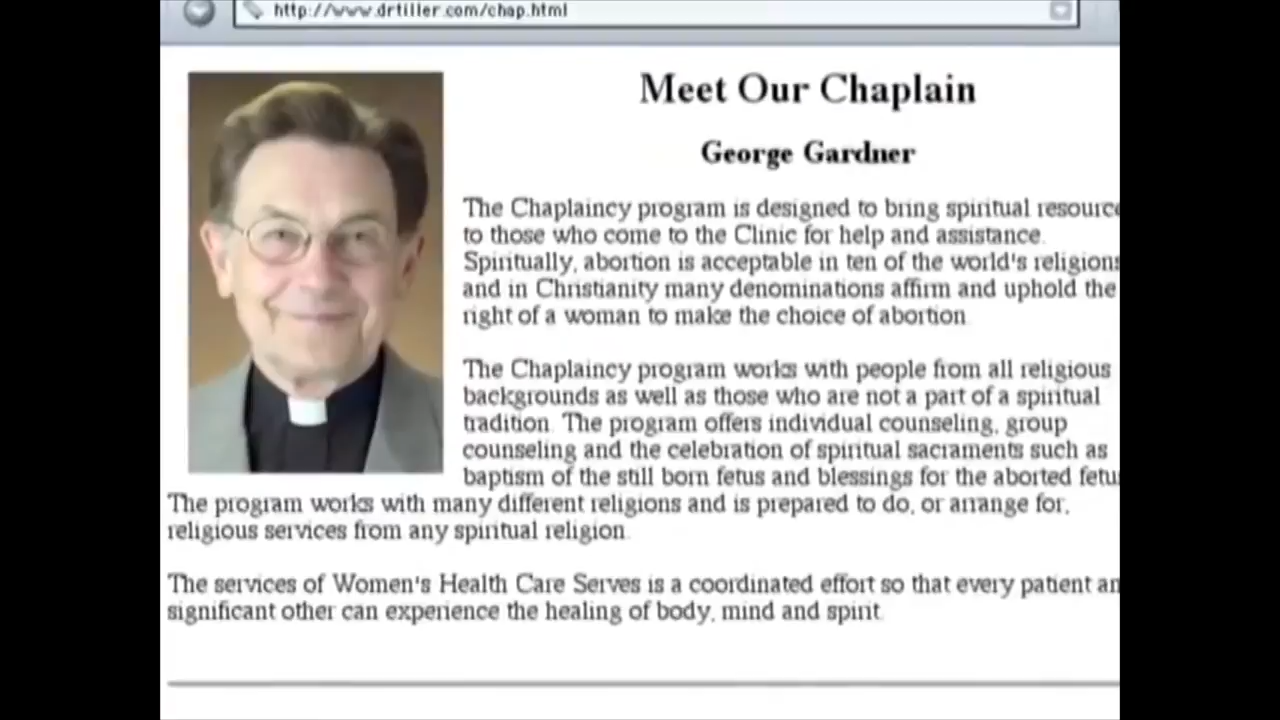 http://www.drtiller.com/chap.html
Meet Our Chaplain
George Gardner
The Chaplaincy program is designed to bring spiritual resource
to those who come to the Clinic for help and assistance.
Spiritually, abortion is acceptable in ten of the world's religions
and in Christianity many denominations affirm and uphold the
right of a woman to make the choice of abortion.
The Chaplaincy program works with people from all religious
backgrounds as well as those who are not a part of a spiritual
tradition. The program offers individual counseling, group
counseling and the celebration of spiritual sacraments such as
baptism of the still born fetus and blessings for the aborted fetu
The program works with many different religions and is prepared to do, or arrange for,
religious services from any spiritual religion.
The services of Women's Health Care Serves is a coordinated effort so that every patient an
significant other can experience the healing of body, mind and spirit.